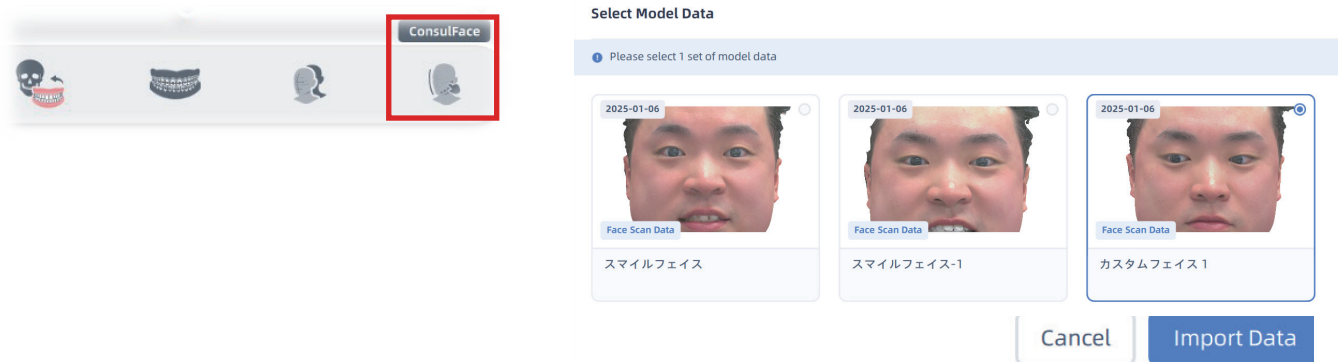 ConsulFace
Select Model Data
Please select 1 set of model data
2025-01-06
2025-01-06
2025-01-06
Face Scan Data
Face Scan Data
Face Scan Data
スマイルフェイス
スマイルフェイス-1
カスタムフェイス 1
Cancel
Import Data